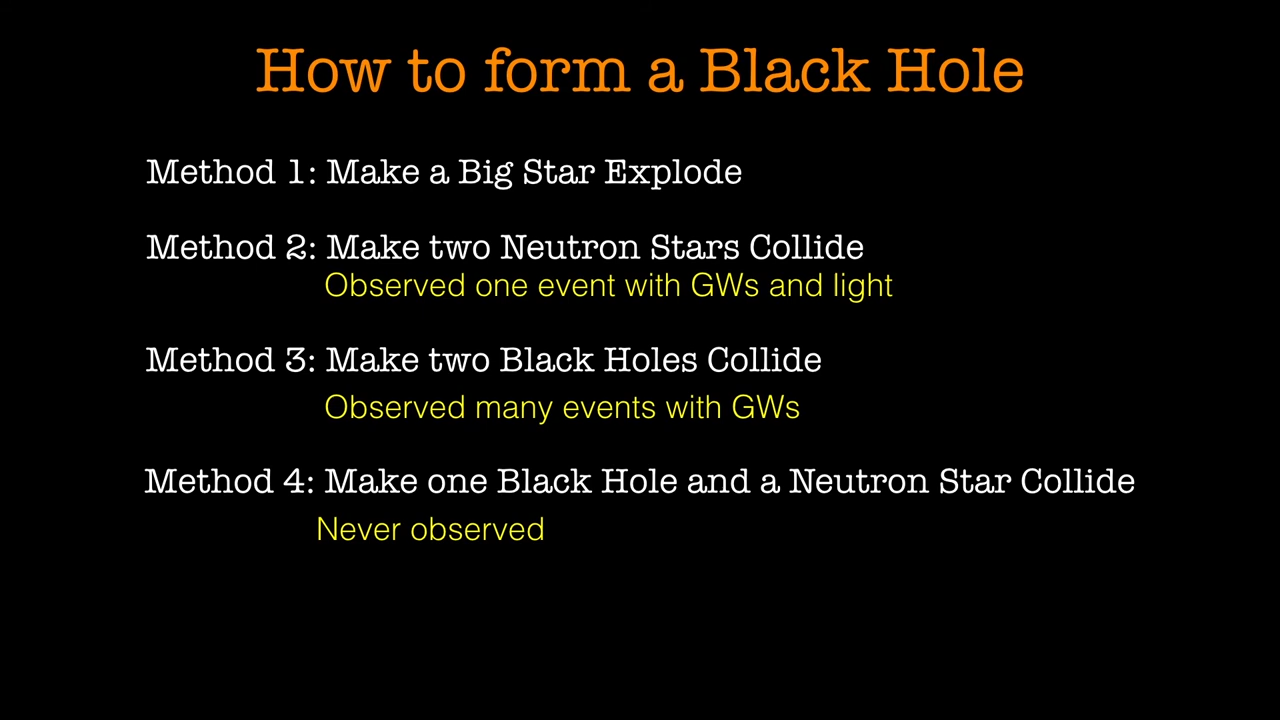 How to form a Black Hole
Method 1: Make a Big Star Explode
Method 2: Make two Neutron Stars Collide
Observed one event with GWs and light
Method 3: Make two Black Holes Collide
Observed many events with GWs
Method 4: Make one Black Hole and a Neutron Star Collide
Never observed